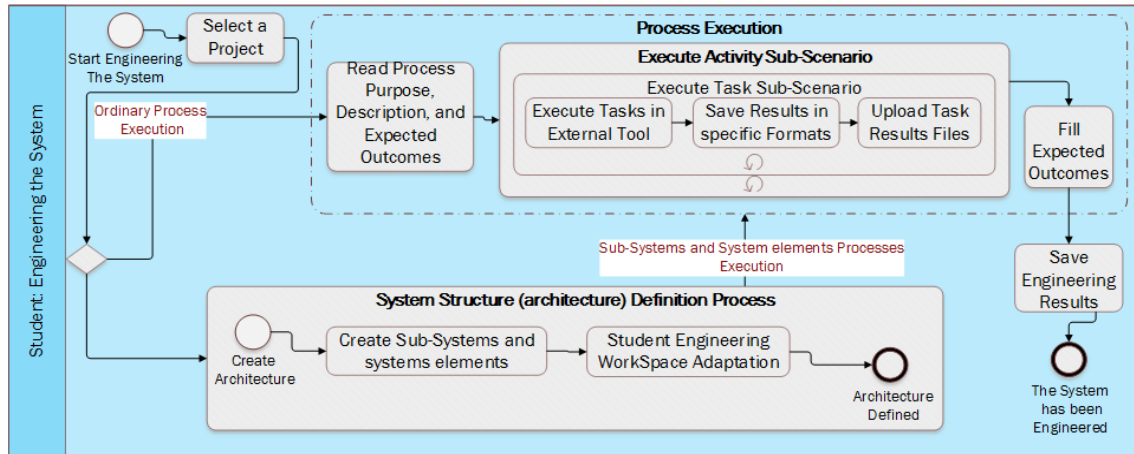 Student: Engineering the System
Start Engineering
The System
Select a
Project
Ordinary Process
Execution
Process Execution
Read Process
Purpose,
Description, and
Expected
Outcomes
Execute Activity Sub-Scenario
Execute Task Sub-Scenario
Execute Tasks in
External Tool
Save Results in
specific Formats
Upload Task
Results Files
Fill
Expected
Outcomes
Sub-Systems and System elements Processes
Execution
Save
Engineering
Results
The System
has been
Engineered
System Structure (architecture) Definition Process
Create
Architecture
Create Sub-Systems and
systems elements
Student Engineering
WorkSpace Adaptation
Architecture
Defined